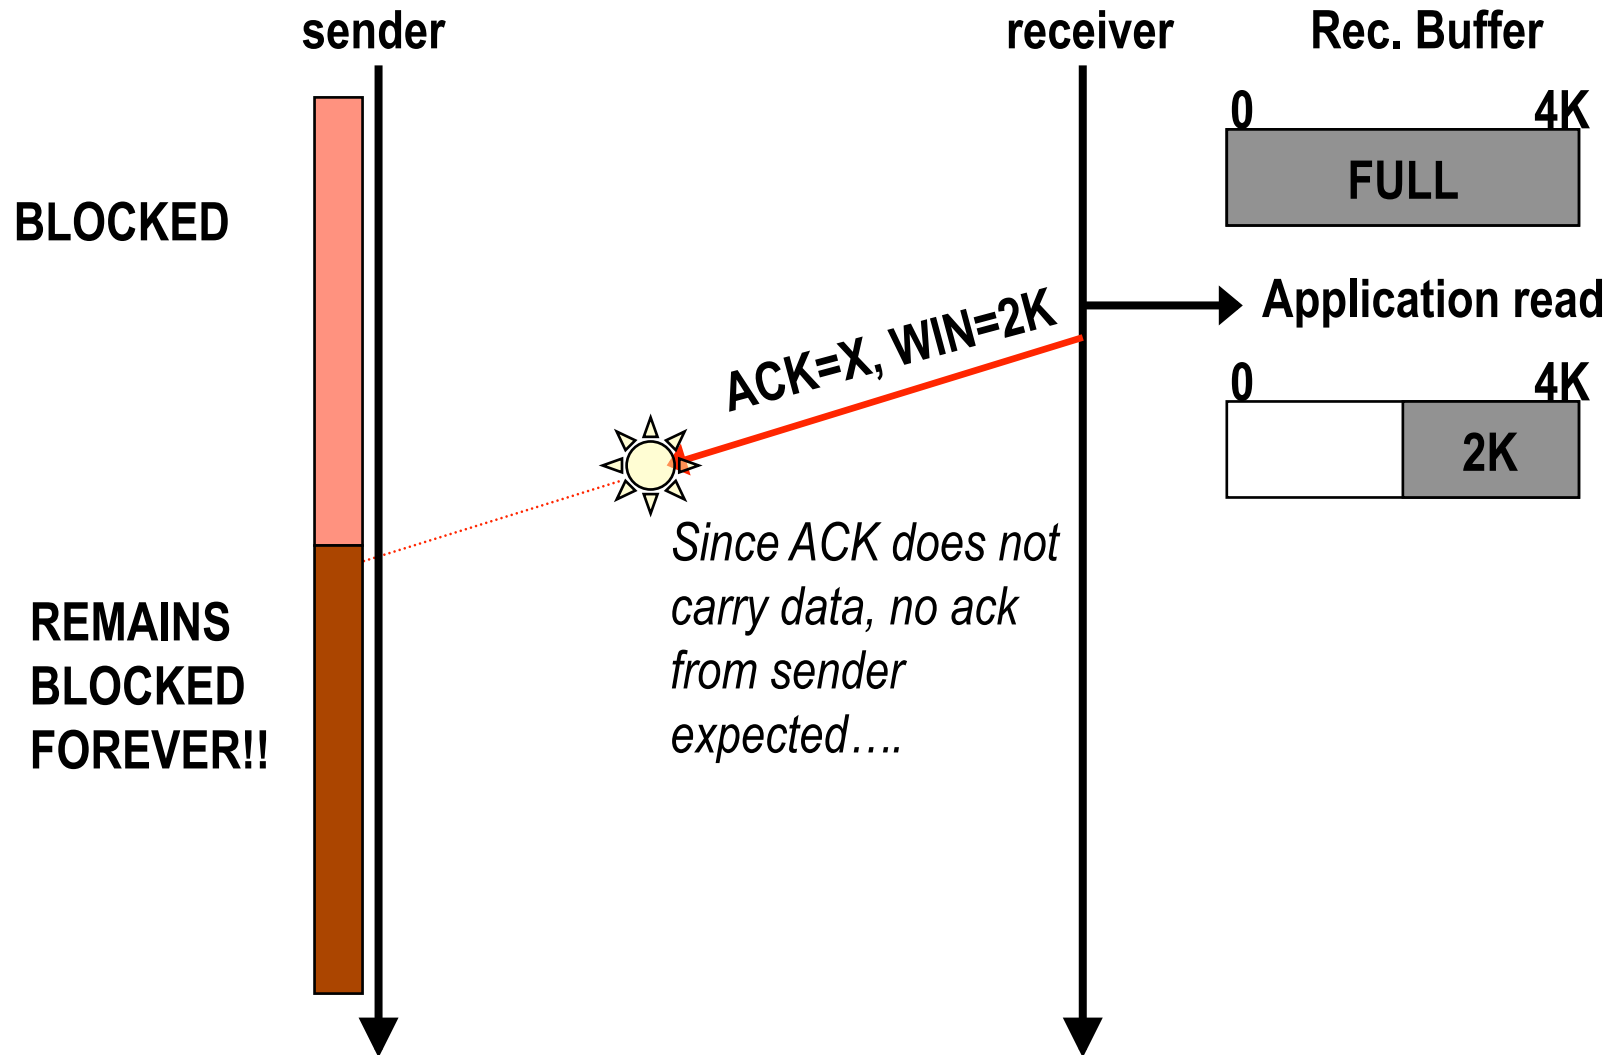 sender
receiver
Rec. Buffer
0
4K
FULL
BLOCKED
Application read
ACK=X, WIN=2K
0
4K
2K
Since ACK does not
carry data, no ack
from sender
expected….
REMAINS
BLOCKED
FOREVER!!